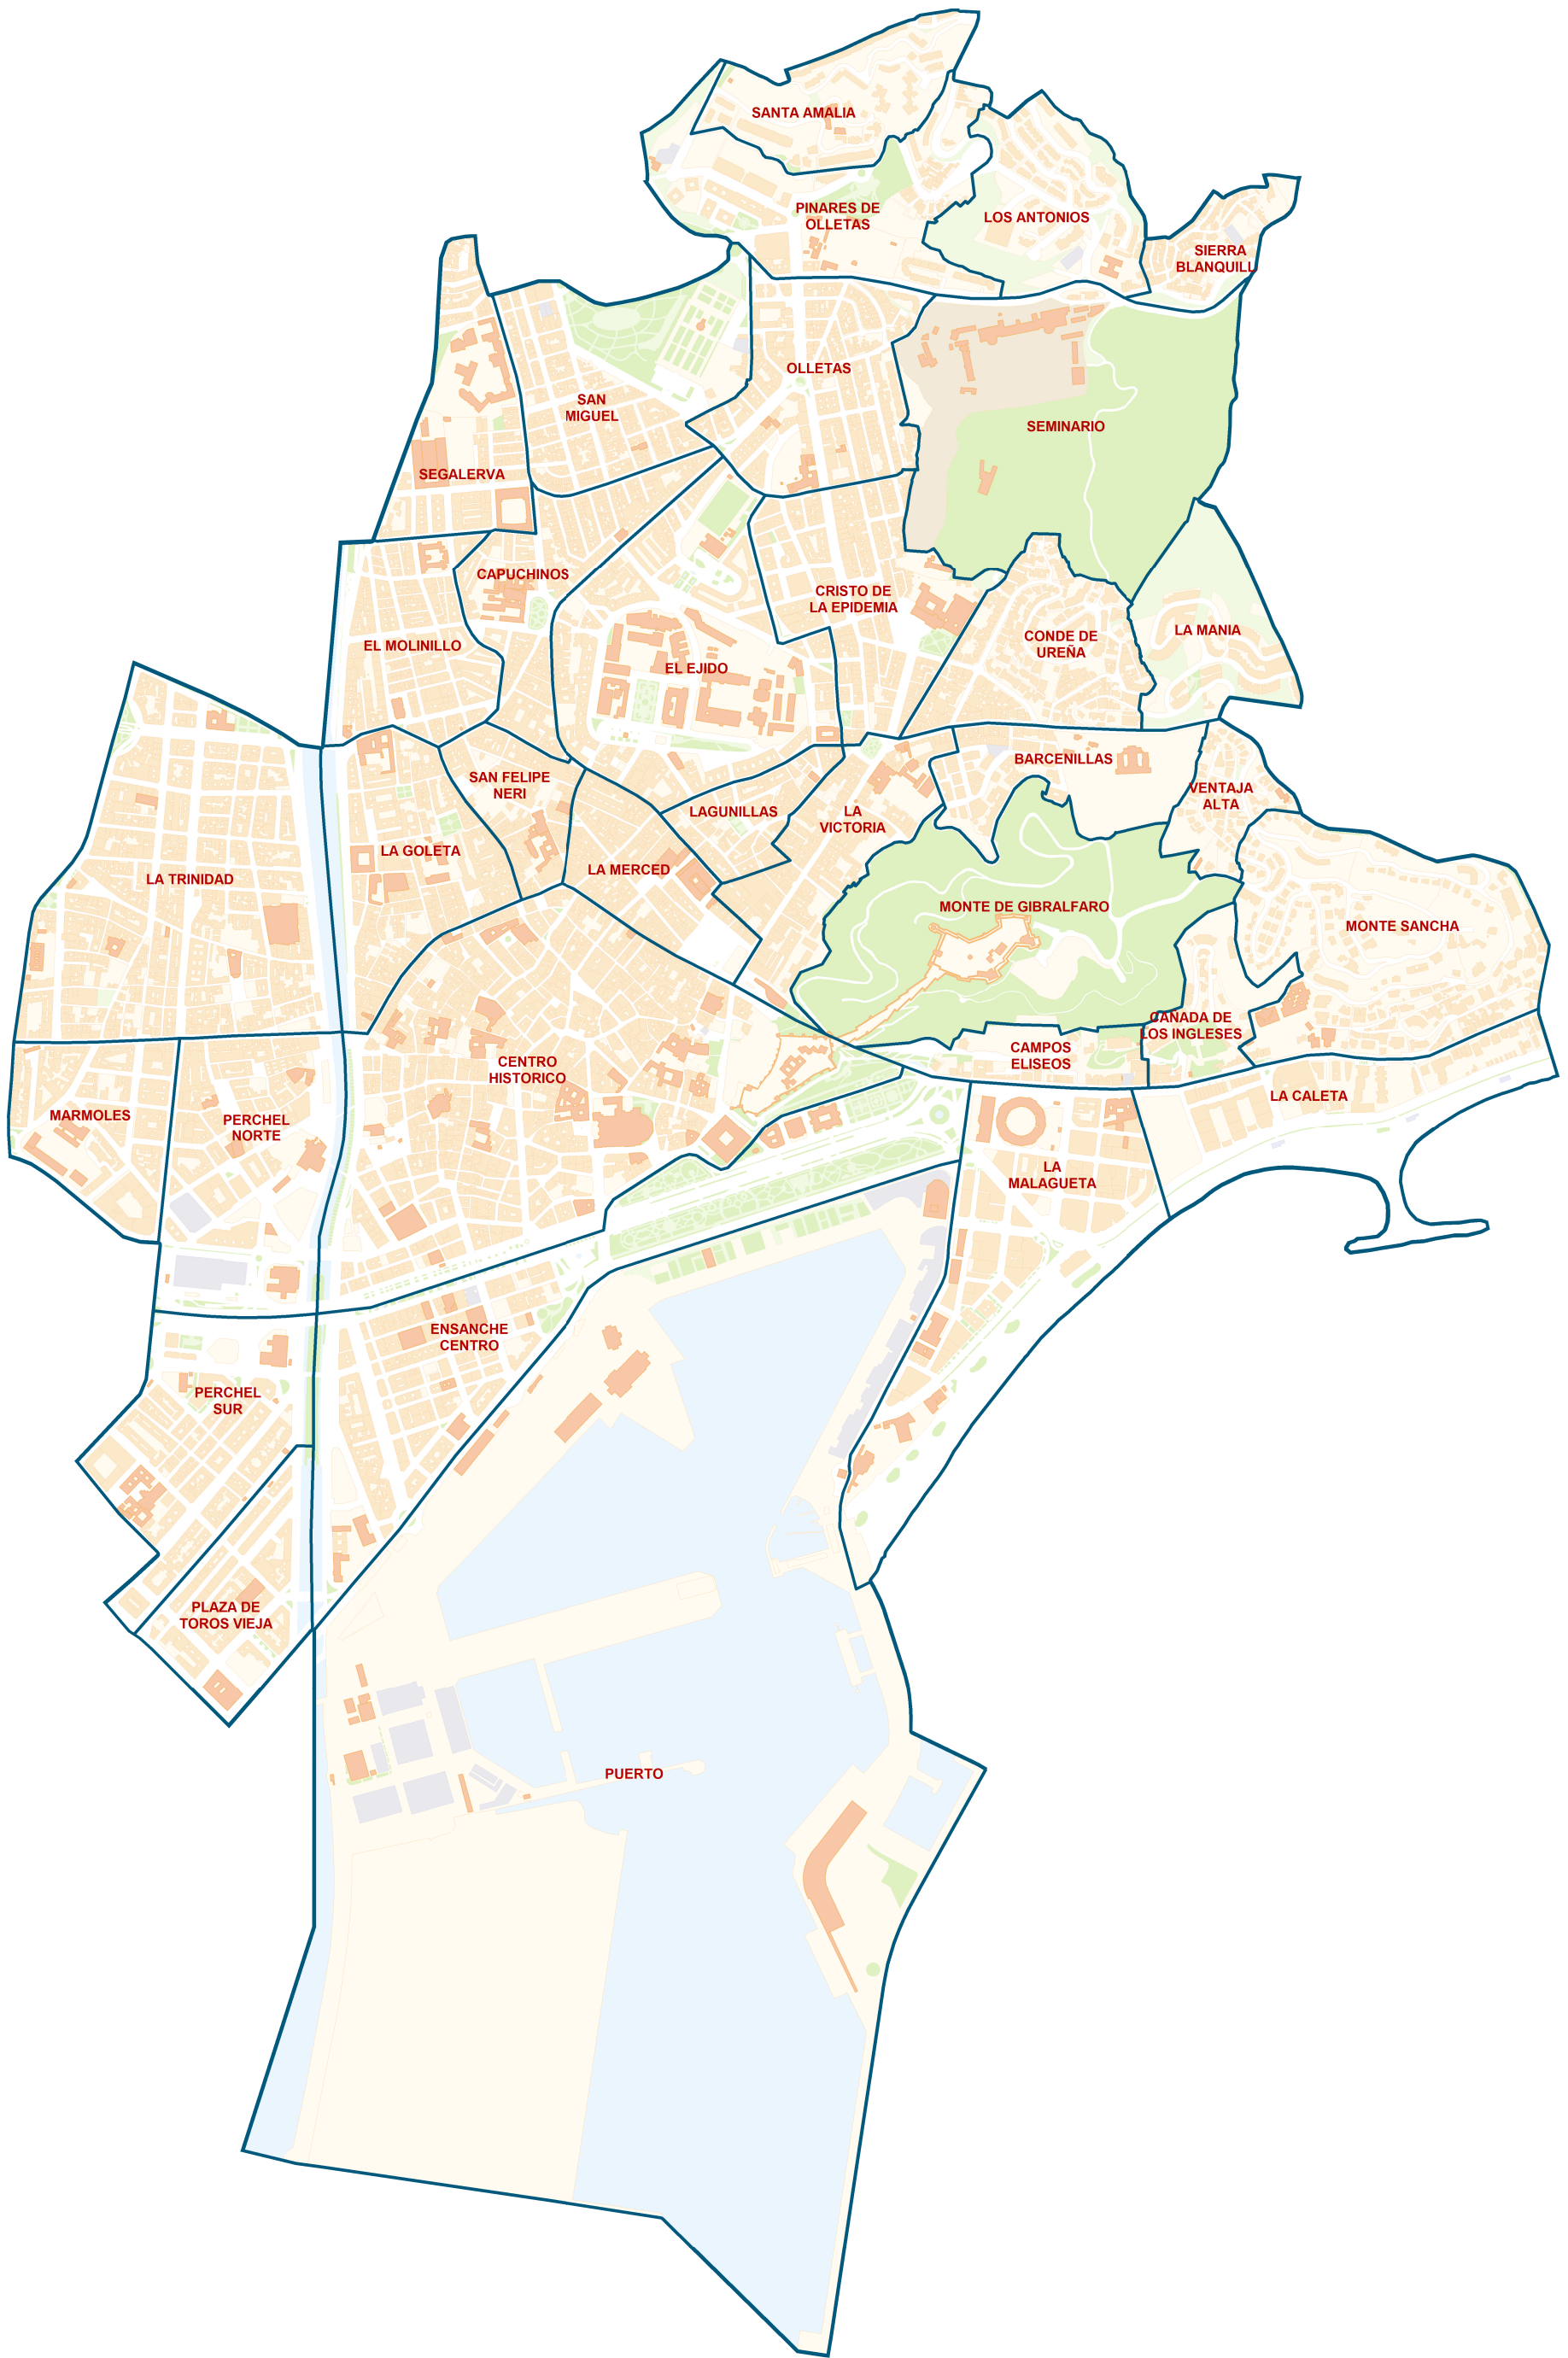 SANTA AMALIA
PINARES DE
OLLETAS
LOS ANTONIOS
SIERRA
BLANQUILL
OLLETAS
SAN
MIGUEL
SEMINARIO
SEGALERVA
CAPUCHINOS
CRISTO DE
LA EPIDEMIA
EL MOLINILLO
EL EJIDO
CONDE DE
UREÑA
LA MANIA
BARCENILLAS
SAN FELIPE
NERI
LAGUNILLAS
LA
VICTORIA
VENTAJA
ALTA
LA GOLETA
LA MERCED
LA TRINIDAD
MONTE DE GIBRALFARO
MONTE SANCHA
CAÑADA DE
LOS INGLESES
CAMPOS
ELISEOS
CENTRO
HISTORICO
LA CALETA
MARMOLES
PERCHEL
NORTE
LA
MALAGUETA
ENSANCHE
CENTRO
PERCHEL
SUR
PLAZA DE
TOROS VIEJA
PUERTO